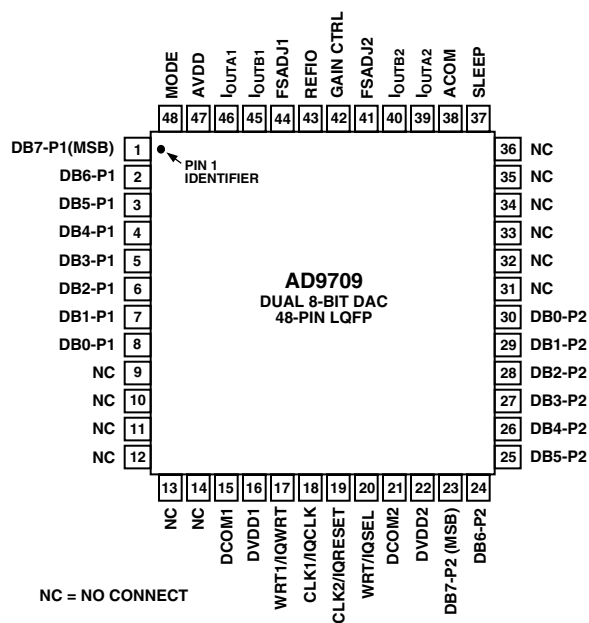 MODE
AVDD
IOUTA1
IOUTB1
FSADJ1
REFIO
GAIN CTRL
FSADJ2
IOUTB2
IOUTA2
ACOM
SLEEP
48 47 46 45 44 43 42 41 40 39 38 37
DB7-P1(MSB) 1
DB6-P1 2
DB5-P1 3
DB4-P1 4
DB3-P1 5
DB2-P1 6
DB1-P1 7
DB0-P1 8
NC 9
NC 10
NC 11
NC 12
PIN 1
IDENTIFIER
AD9709
DUAL 8-BIT DAC
48-PIN LQFP
36 NC
35 NC
34 NC
33 NC
32 NC
31 NC
30 DB0-P2
29 DB1-P2
28 DB2-P2
27 DB3-P2
26 DB4-P2
25 DB5-P2
13 14 15 16 17 18 19 20 21 22 23 24
NC
NC
DCOM1
DVDD1
WRT1/IQWRT
CLK1/IQCLK
CLK2/IQRESET
WRT/IQSEL
DCOM2
DVDD2
DB7-P2 (MSB)
DB6-P2
NC = NO CONNECT